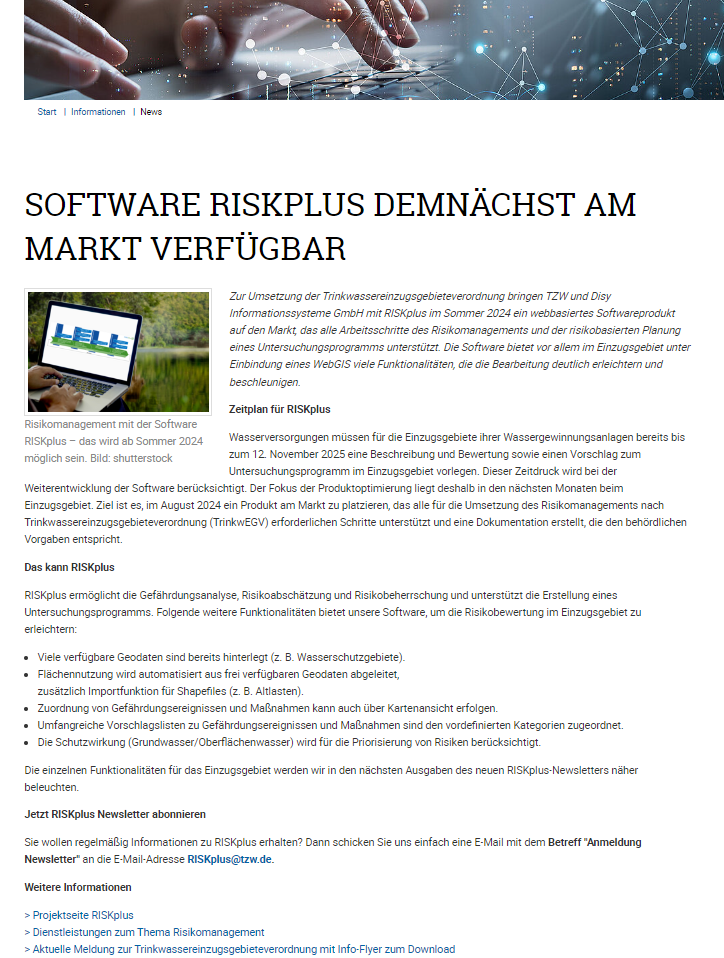 Start | Informationen | News
SOFTWARE RISKPLUS DEMNÄCHST AM
MARKT VERFÜGBAR
Zur Umsetzung der Trinkwassereinzugsgebieteverordnung bringen TZW und Disy
Informationssysteme GmbH mit RISKplus im Sommer 2024 ein webbasiertes Softwareprodukt
auf den Markt, das alle Arbeitsschritte des Risikomanagements und der risikobasierten Planung
eines Untersuchungsprogramms unterstützt. Die Software bietet vor allem im Einzugsgebiet unter
Einbindung eines WebGIS viele Funktionalitäten, die die Bearbeitung deutlich erleichtern und
beschleunigen.
Risikomanagement mit der Software
RISKplus – das wird ab Sommer 2024
möglich sein. Bild: shutterstock
Zeitplan für RISKplus
Wasserversorgungen müssen für die Einzugsgebiete ihrer Wassergewinnungsanlagen bereits bis
zum 12. November 2025 eine Beschreibung und Bewertung sowie einen Vorschlag zum
Untersuchungsprogramm im Einzugsgebiet vorlegen. Dieser Zeitdruck wird bei der
Weiterentwicklung der Software berücksichtigt. Der Fokus der Produktoptimierung liegt deshalb in den nächsten Monaten beim
Einzugsgebiet. Ziel ist es, im August 2024 ein Produkt am Markt zu platzieren, das alle für die Umsetzung des Risikomanagements nach
Trinkwassereinzugsgebieteverordnung (TrinkwEGV) erforderlichen Schritte unterstützt und eine Dokumentation erstellt, die den behördlichen
Vorgaben entspricht.
Das kann RISKplus
RISKplus ermöglicht die Gefährdungsanalyse, Risikoabschätzung und Risikobeherrschung und unterstützt die Erstellung eines
Untersuchungsprogramms. Folgende weitere Funktionalitäten bietet unsere Software, um die Risikobewertung im Einzugsgebiet zu
erleichtern:
• Viele verfügbare Geodaten sind bereits hinterlegt (z. B. Wasserschutzgebiete).
• Flächennutzung wird automatisiert aus frei verfügbaren Geodaten abgeleitet,
zusätzlich Importfunktion für Shapefiles (z. B. Altlasten).
• Zuordnung von Gefährdungsereignissen und Maßnahmen kann auch über Kartenansicht erfolgen.
• Umfangreiche Vorschlagslisten zu Gefährdungsereignissen und Maßnahmen sind den vordefinierten Kategorien zugeordnet.
• Die Schutzwirkung (Grundwasser/Oberflächenwasser) wird für die Priorisierung von Risiken berücksichtigt.
Die einzelnen Funktionalitäten für das Einzugsgebiet werden wir in den nächsten Ausgaben des neuen RISKplus-Newsletters näher
beleuchten.
Jetzt RISKplus Newsletter abonnieren
Sie wollen regelmäßig Informationen zu RISKplus erhalten? Dann schicken Sie uns einfach eine E-Mail mit dem Betreff "Anmeldung
Newsletter" an die E-Mail-Adresse RISKplus@tzw.de.
Weitere Informationen
> Projektseite RISKplus
> Dienstleistungen zum Thema Risikomanagement
> Aktuelle Meldung zur Trinkwassereinzugsgebieteverordnung mit Info-Flyer zum Download